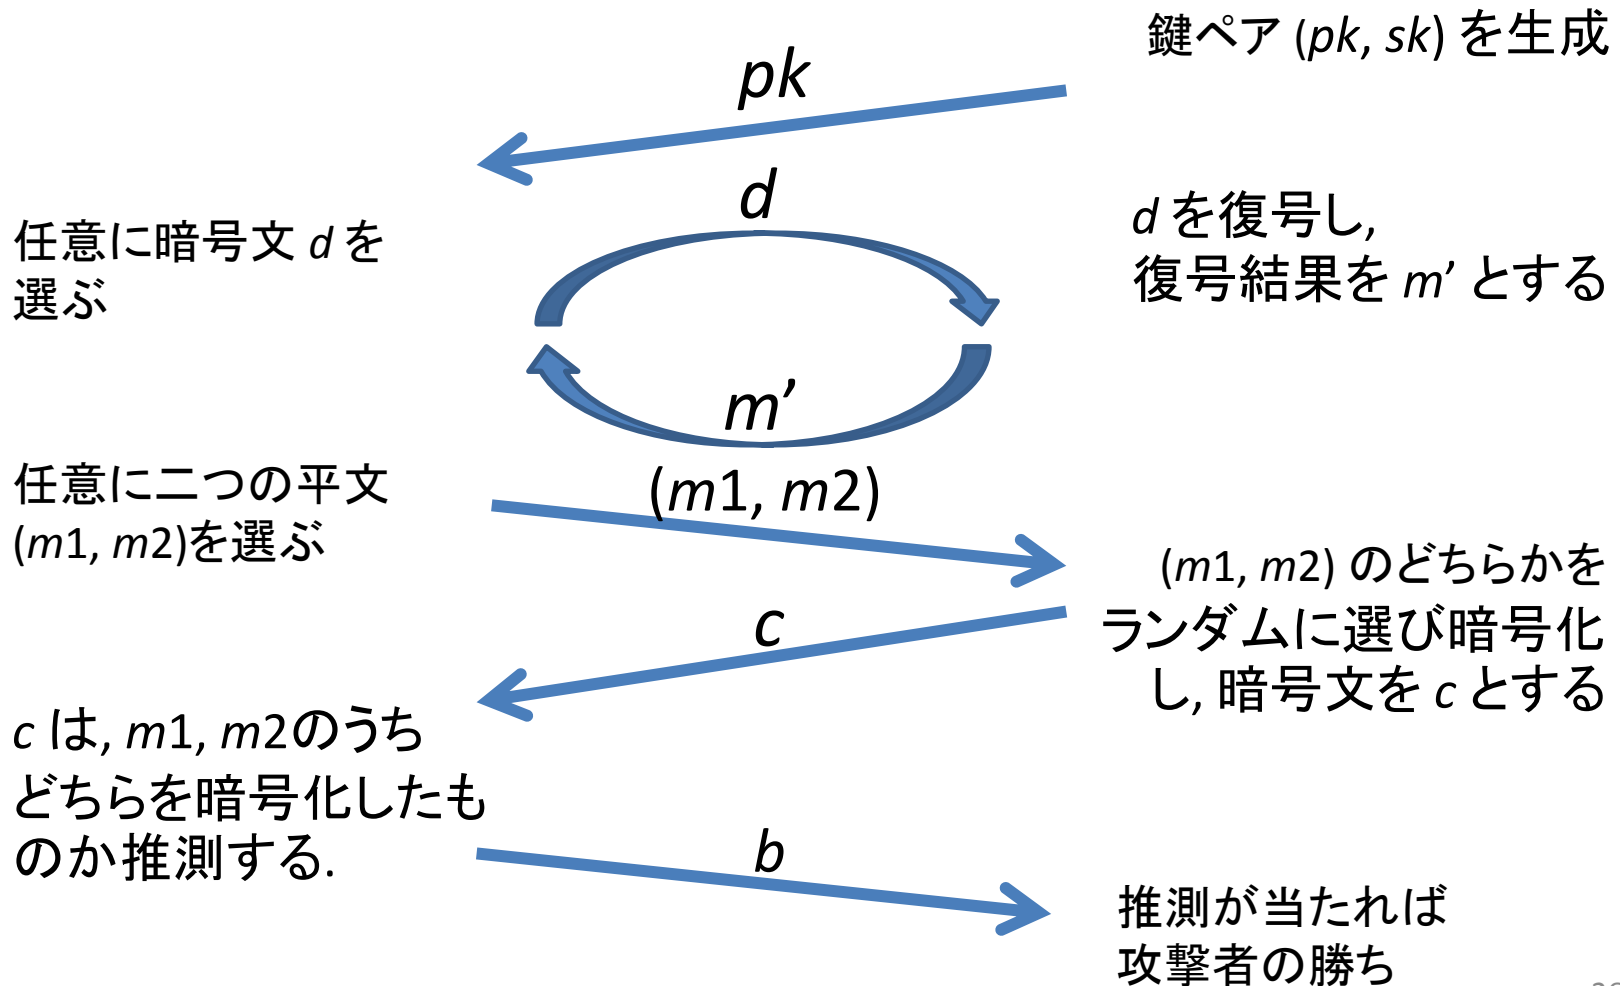 鍵ペア (pk, sk) を生成
pk
d
任意に暗号文 d を
選ぶ
d を復号し,
復号結果を m’ とする
m’
任意に二つの平文
(m1, m2)を選ぶ
(m1, m2)
(m1, m2) のどちらかを
ランダムに選び暗号化
し, 暗号文を c とする
c
c は, m1, m2のうち
どちらを暗号化したも
のか推測する.
b
推測が当たれば
攻撃者の勝ち